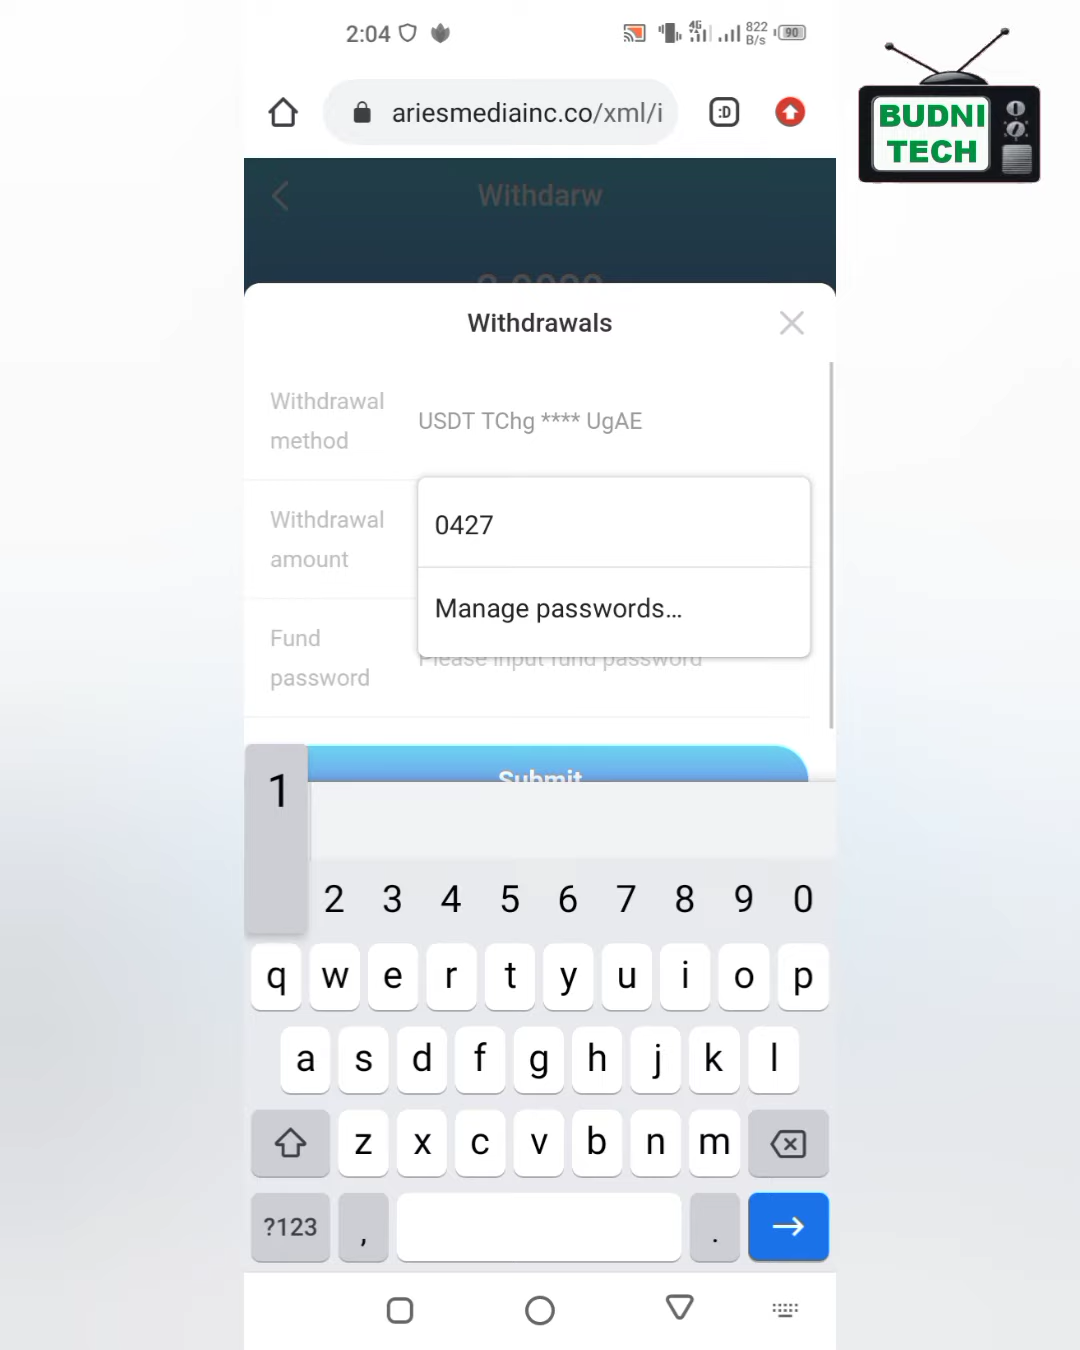 2:04
4G
822
B/s
90
ariesmediainc.co/xml/i
:D
BUDNI
TECH
Withdarw
Withdrawals
Withdrawal
method
USDT TChg **** UgAE
Withdrawal
amount
0427
Manage passwords...
Fund
password
Please input fund password
Submit
1
2 3 4 5 6 7 8 9 0
q w e r t y u i o p
a s d f g h j k l
z x c v b n m
?123 , .